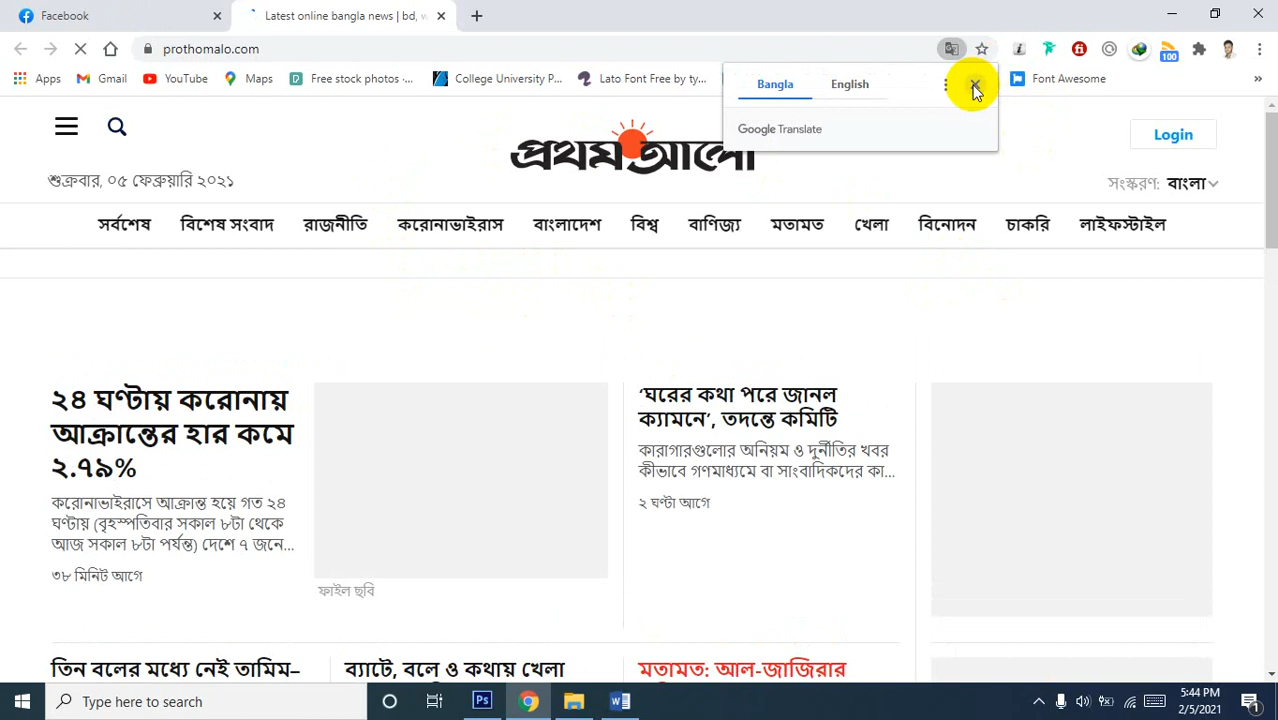 Facebook
Latest online bangla news | bd, w
prothomalo.com
Apps
Gmail
YouTube
Maps
Free stock photos -...
College University P...
Lato Font Free by ty...
Font Awesome
100
Bangla
English
Google Translate
প্রথম আলো
Login
শুক্রবার, ০৫ ফেব্রুয়ারি ২০২১
সংস্করণ: বাংলা
সর্বশেষ
বিশেষ সংবাদ
রাজনীতি
করোনাভাইরাস
বাংলাদেশ
বিশ্ব
বাণিজ্য
মতামত
খেলা
বিনোদন
চাকরি
লাইফস্টাইল
২৪ ঘণ্টায় করোনায়
আক্রান্তের হার কমে
২.৭৯%
করোনাভাইরাসে আক্রান্ত হয়ে গত ২৪
ঘণ্টায় (বৃহস্পতিবার সকাল ৮টা থেকে
আজ সকাল ৮টা পর্যন্ত) দেশে ৭ জনে...
৩৮ মিনিট আগে
ফাইল ছবি
‘ঘরের কথা পরে জানল
ক্যামনে’, তদন্তে কমিটি
কারাগারগুলোর অনিয়ম ও দুর্নীতির খবর
কীভাবে গণমাধ্যমে বা সাংবাদিকদের কা...
২ ঘণ্টা আগে
তিন বলের মধ্যে নেই তামিম–
ব্যাটে, বলে ও কথায় খেলা
মতামত: আল-জাজিরার
Type here to search
5:44 PM
2/5/2021